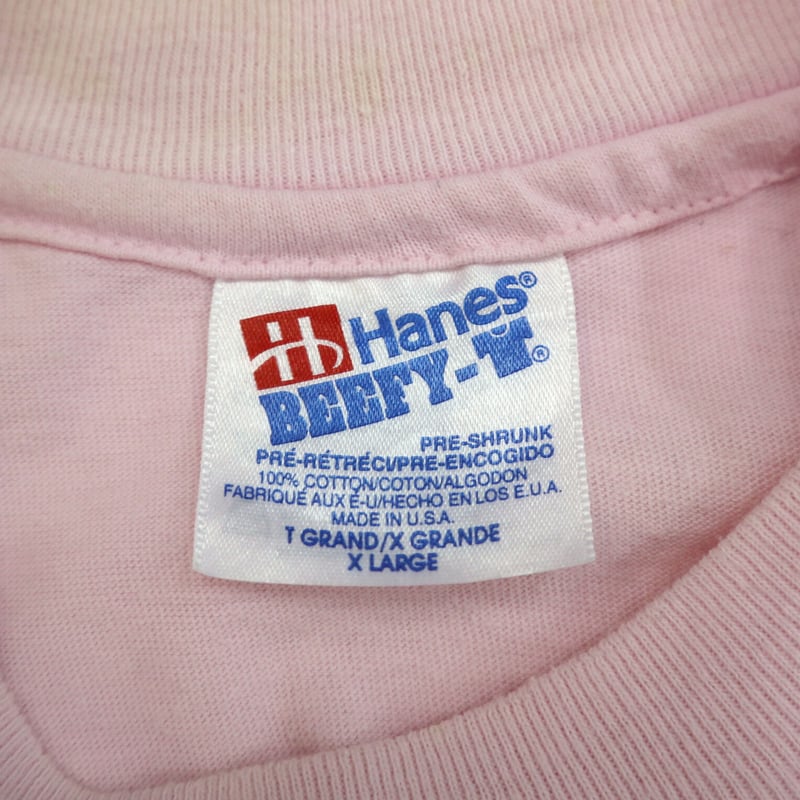 H Hanes®
BEEFY-T®
PRE-SHRUNK
PRÉ-RÉTRÉCI/PRE-ENCOGIDO
100% COTTON/COTON/ALGODON
FABRIQUÉ AUX É-U/HECHO EN LOS E.U.A.
MADE IN U.S.A.
T GRAND/X GRANDE
X LARGE